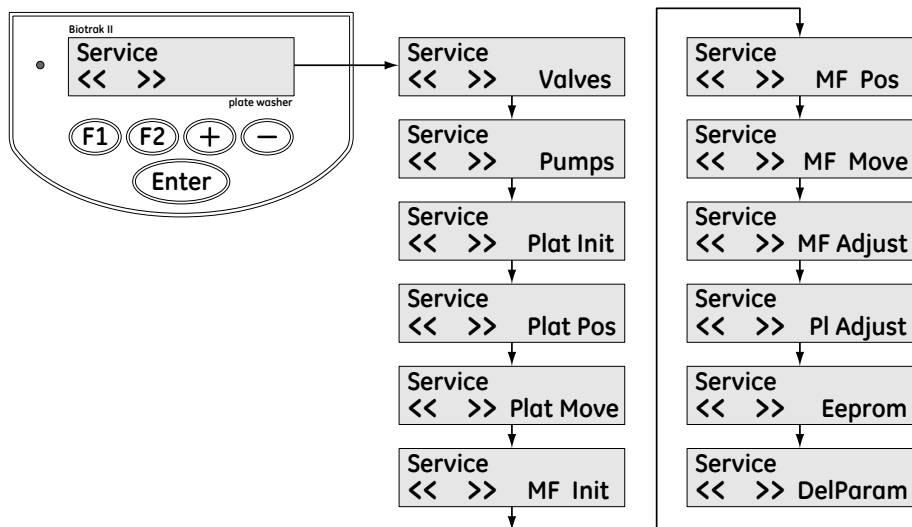 Biotrak II
Service
<< >>
plate washer
F1 F2 + −
Enter
Service
<< >> Valves
Service
<< >> Pumps
Service
<< >> Plat Init
Service
<< >> Plat Pos
Service
<< >> Plat Move
Service
<< >> MF Init
Service
<< >> MF Pos
Service
<< >> MF Move
Service
<< >> MF Adjust
Service
<< >> Pl Adjust
Service
<< >> Eeprom
Service
<< >> DelParam